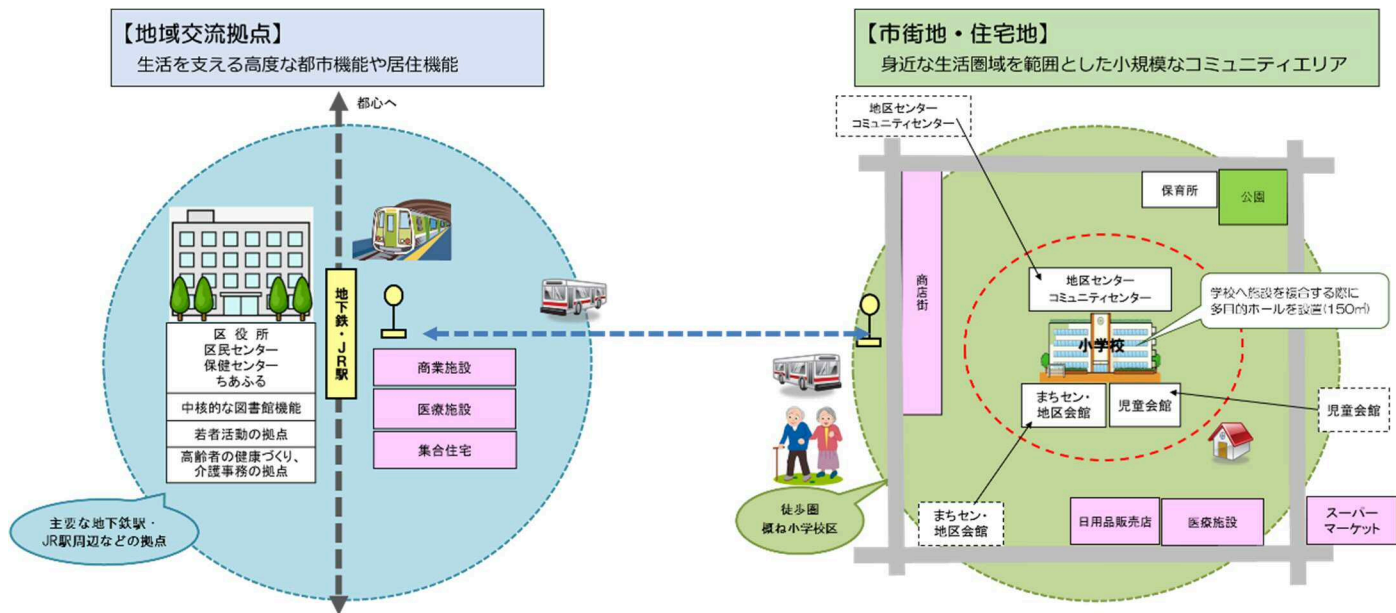 【地域交流拠点】
生活を支える高度な都市機能や居住機能
都心へ
地下鉄・JR駅
区役所
区民センター
保健センター
ちあふる
中核的な図書館機能
若者活動の拠点
高齢者の健康づくり、
介護事務の拠点
商業施設
医療施設
集合住宅
主要な地下鉄駅・
JR駅周辺などの拠点
【市街地・住宅地】
身近な生活圏域を範囲とした小規模なコミュニティエリア
地区センター
コミュニティセンター
保育所
公園
商店街
地区センター
コミュニティセンター
学校へ施設を複合する際に
多目的ホールを設置(150㎡)
小学校
まちセン・
地区会館
児童会館
児童会館
まちセン・
地区会館
徒歩圏
概ね小学校区
日用品販売店
医療施設
スーパー
マーケット